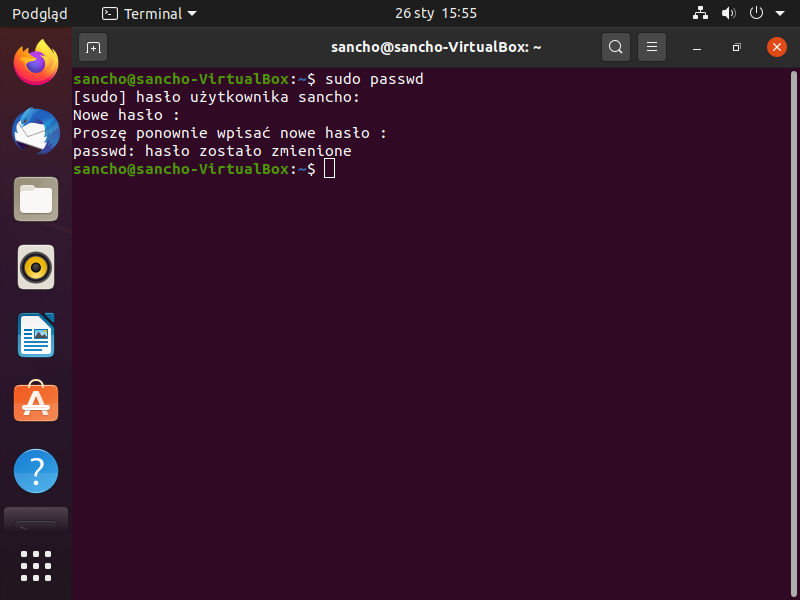 Podgląd
Terminal
26 sty 15:55
sancho@sancho-VirtualBox: ~
sancho@sancho-VirtualBox:~$ sudo passwd
[sudo] hasło użytkownika sancho:
Nowe hasło :
Proszę ponownie wpisać nowe hasło :
passwd: hasło zostało zmienione
sancho@sancho-VirtualBox:~$